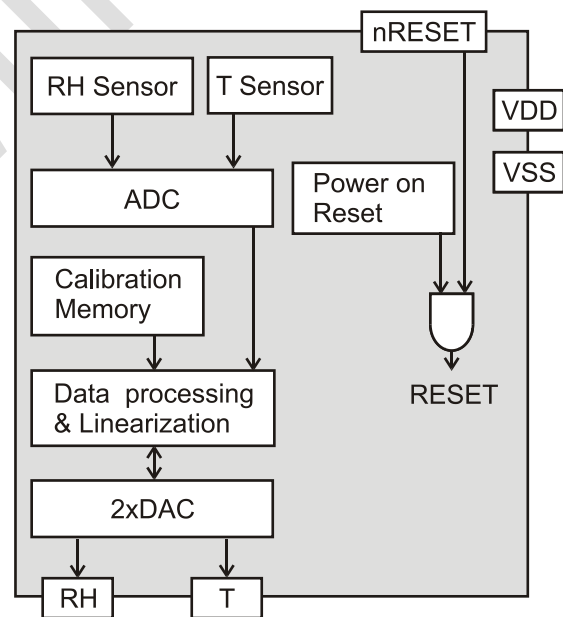 nRESET
RH Sensor
T Sensor
VDD
VSS
ADC
Power on
Reset
Calibration
Memory
Data processing
& Linearization
RESET
2xDAC
RH
T